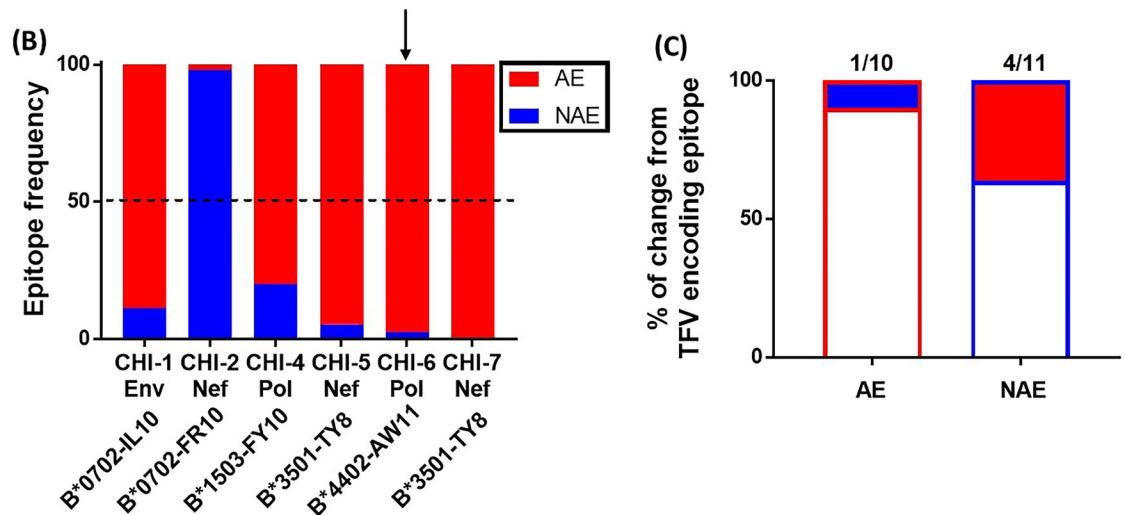 (B)
Epitope frequency
100
50
0
AE
NAE
CHI-1 CHI-2 CHI-4 CHI-5 CHI-6 CHI-7
Env Nef Pol Nef Pol Nef
B*0702-IL10
B*0702-FR10
B*1503-FY10
B*3501-TY8
B*4402-AW11
B*3501-TY8
(C)
% of change from
TFV encoding epitope
1/10 4/11
100
50
0
AE NAE